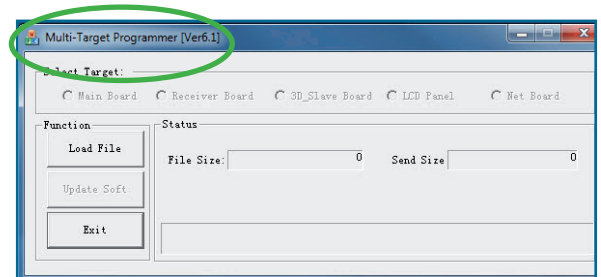 Multi-Target Programmer [Ver6.1]
Select Target:
Main Board Receiver Board 3D_Slave Board LCD Panel Net Board
Function
Status
Load File
File Size: 0 Send Size 0
Update Soft
Exit